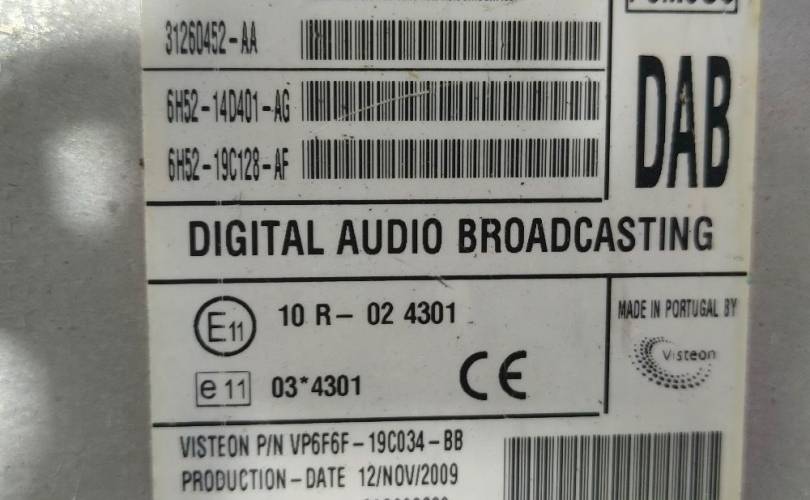 31260452-AA
6H52-14D401-AG
DAB
6H52-19C128-AF
DIGITAL AUDIO BROADCASTING
E11 10 R- 02 4301
MADE IN PORTUGAL BY
Visteon
e 11 03*4301 CE
VISTEON P/N VP6F6F-19C034-BB
PRODUCTION-DATE 12/NOV/2009